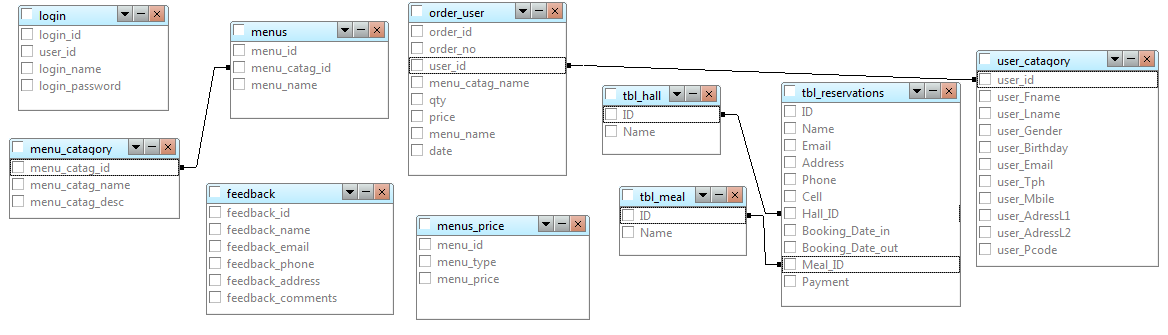 login
login_id
user_id
login_name
login_password
menus
menu_id
menu_catag_id
menu_name
order_user
order_id
order_no
user_id
menu_catag_name
qty
price
menu_name
date
user_cataqory
user_id
user_Fname
user_Lname
user_Gender
user_Birthday
user_Email
user_Tph
user_Mbile
user_AdressL1
user_AdressL2
user_Pcode
tbl_hall
ID
Name
tbl_reservations
ID
Name
Email
Address
Phone
Cell
Hall_ID
Booking_Date_in
Booking_Date_out
Meal_ID
Payment
menu_cataqory
menu_catag_id
menu_catag_name
menu_catag_desc
feedback
feedback_id
feedback_name
feedback_email
feedback_phone
feedback_address
feedback_comments
menus_price
menu_id
menu_type
menu_price
tbl_meal
ID
Name